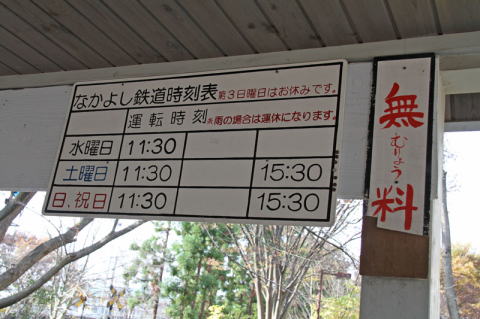 なかよし鉄道時刻表 第3日曜日はお休みです。
運転時刻 ※雨の場合は運休になります。
水曜日 11:30
土曜日 11:30 15:30
日、祝日 11:30 15:30
無むりょう料